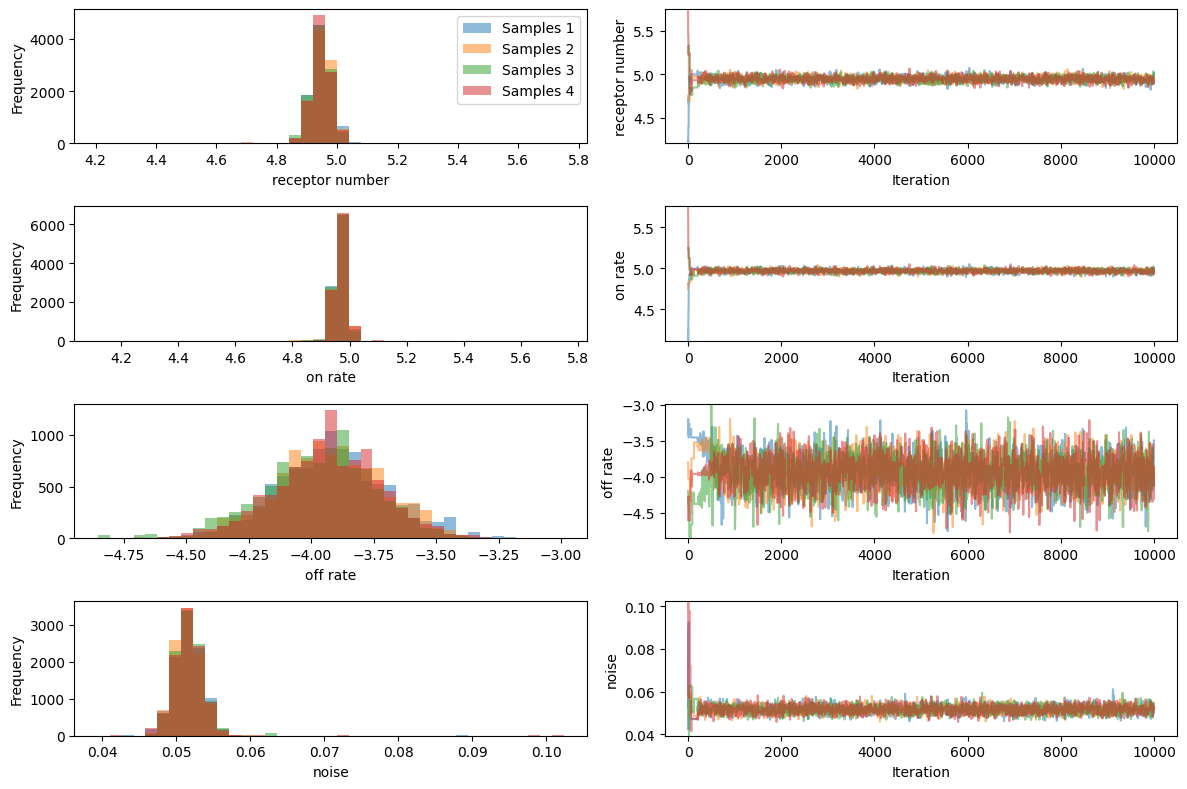 Frequency
4000
2000
0
Samples 1
Samples 2
Samples 3
Samples 4
4.2 4.4 4.6 4.8 5.0 5.2 5.4 5.6 5.8
receptor number
receptor number
5.5
5.0
4.5
0 2000 4000 6000 8000 10000
Iteration
Frequency
6000
4000
2000
0
4.2 4.4 4.6 4.8 5.0 5.2 5.4 5.6 5.8
on rate
on rate
5.5
5.0
4.5
0 2000 4000 6000 8000 10000
Iteration
Frequency
1000
500
0
−4.75 −4.50 −4.25 −4.00 −3.75 −3.50 −3.25 −3.00
off rate
off rate
−3.0
−3.5
−4.0
−4.5
0 2000 4000 6000 8000 10000
Iteration
Frequency
3000
2000
1000
0
0.04 0.05 0.06 0.07 0.08 0.09 0.10
noise
noise
0.10
0.08
0.06
0.04
0 2000 4000 6000 8000 10000
Iteration